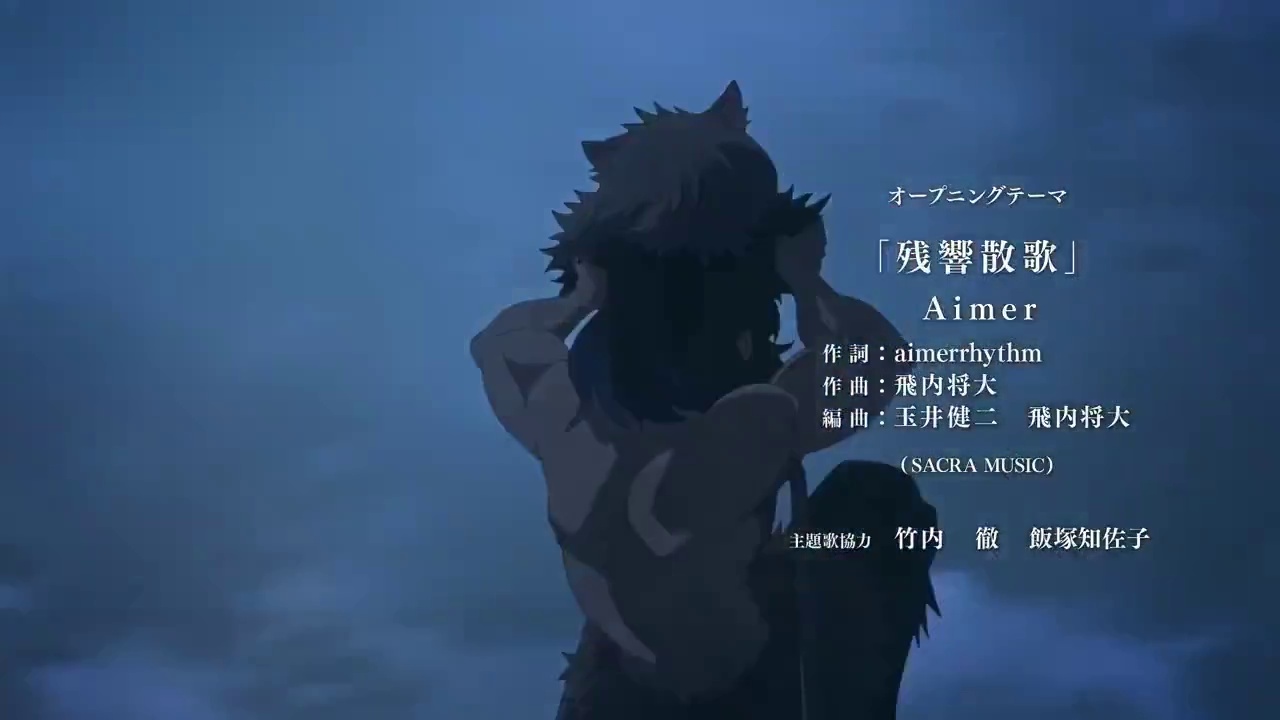 オープニングテーマ
「残響散歌」
Aimer
作詞：aimerrhythm
作曲：飛内将大
編曲：玉井健二　飛内将大
（SACRA MUSIC）
主題歌協力　竹内　徹　飯塚知佐子